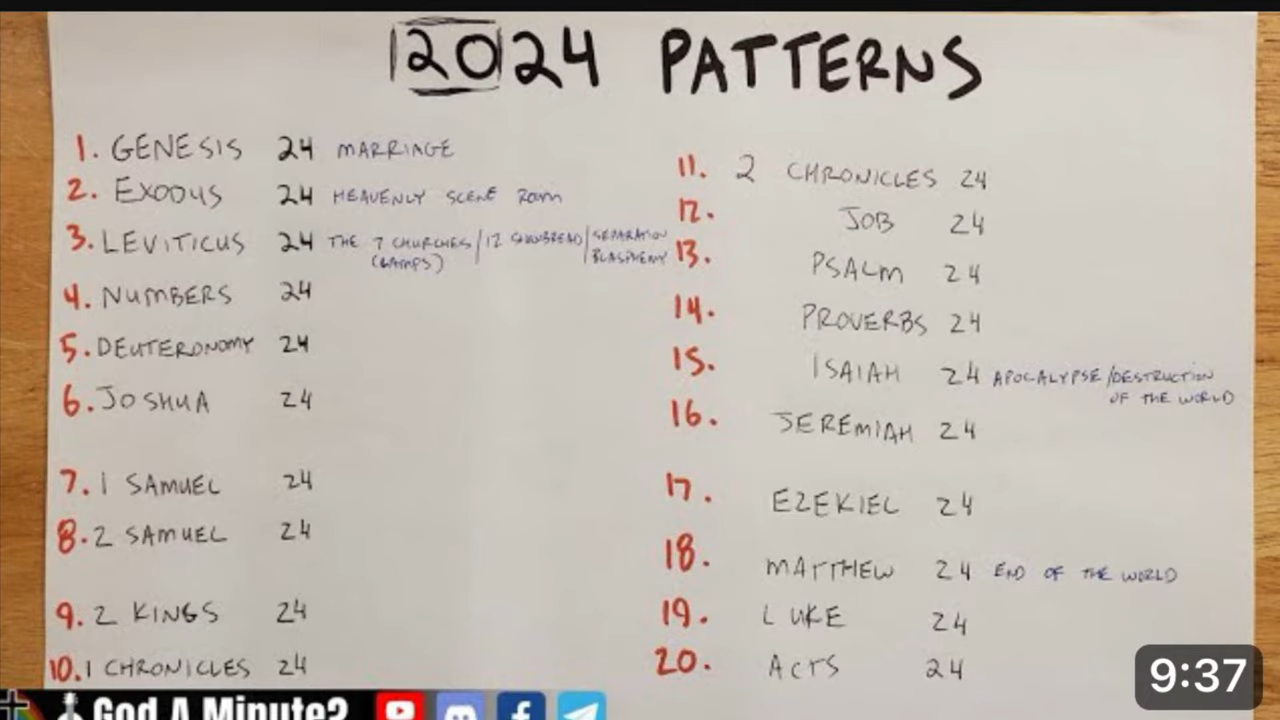 2024 PATTERNS
1. GENESIS 24 MARRIAGE
2. EXODUS 24 HEAVENLY SCENE ROOM
3. LEVITICUS 24 THE 7 CHURCHES / 12 SHOWBREAD / SEPARATION
(LAMPS) BLASPHEMY
4. NUMBERS 24
5. DEUTERONOMY 24
6. JOSHUA 24
7. 1 SAMUEL 24
8. 2 SAMUEL 24
9. 2 KINGS 24
10. 1 CHRONICLES 24
11. 2 CHRONICLES 24
12. JOB 24
13. PSALM 24
14. PROVERBS 24
15. ISAIAH 24 APOCALYPSE / DESTRUCTION
OF THE WORLD
16. JEREMIAH 24
17. EZEKIEL 24
18. MATTHEW 24 END OF THE WORLD
19. LUKE 24
20. ACTS 24
God A Minute?
9:37